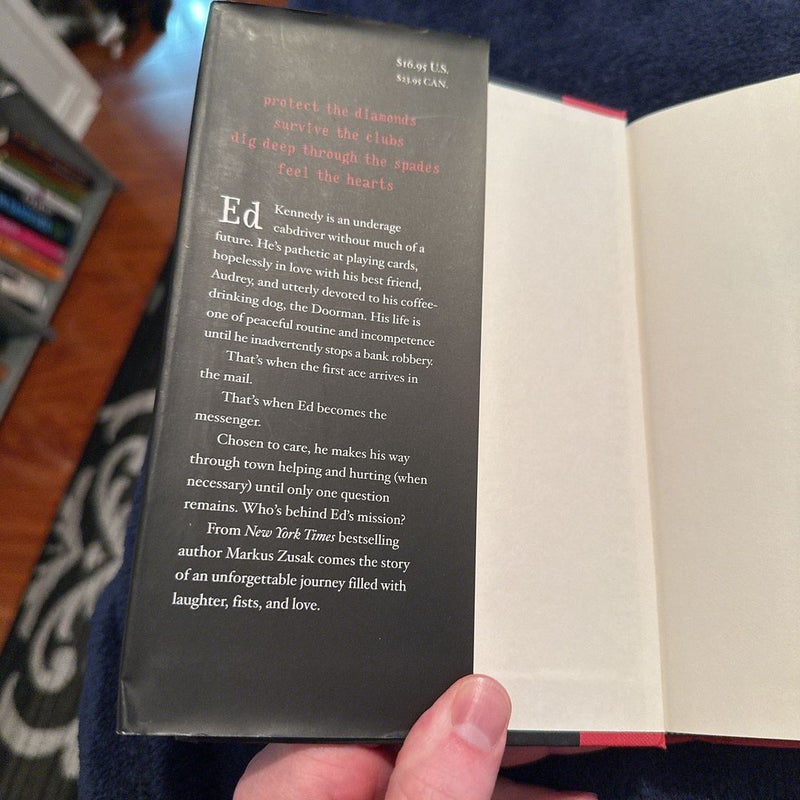 $16.95 U.S.
$21.95 CAN.
protect the diamonds
survive the clubs
dig deep through the spades
feel the hearts
Ed Kennedy is an underage
cabdriver without much of a
future. He's pathetic at playing cards,
hopelessly in love with his best friend,
Audrey, and utterly devoted to his coffee-
drinking dog, the Doorman. His life is
one of peaceful routine and incompetence
until he inadvertently stops a bank robbery.
That's when the first ace arrives in
the mail.
That's when Ed becomes the
messenger.
Chosen to care, he makes his way
through town helping and hurting (when
necessary) until only one question
remains. Who's behind Ed's mission?
From New York Times bestselling
author Markus Zusak comes the story
of an unforgettable journey filled with
laughter, fists, and love.